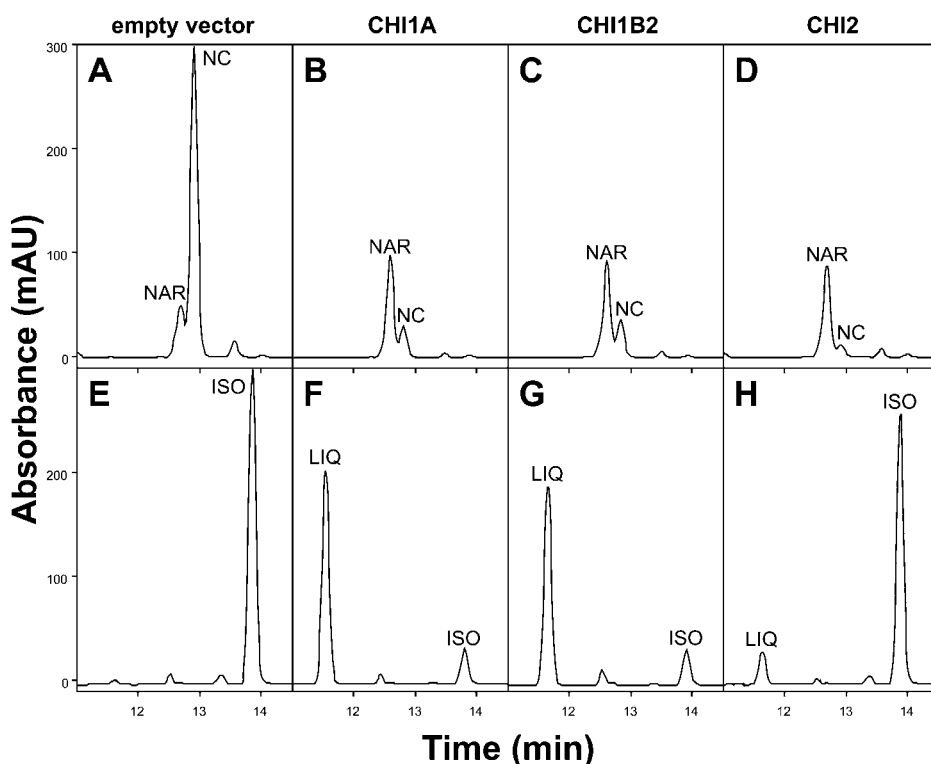 empty vector CHI1A CHI1B2 CHI2
A B C D
NC
NAR
NAR
NC
NAR
NC
NAR
NC
300
200
100
0
E F G H
ISO
LIQ
ISO
LIQ
ISO
LIQ
ISO
200
100
0
12 13 14 12 13 14 12 13 14 12 13 14
Absorbance (mAU)
Time (min)